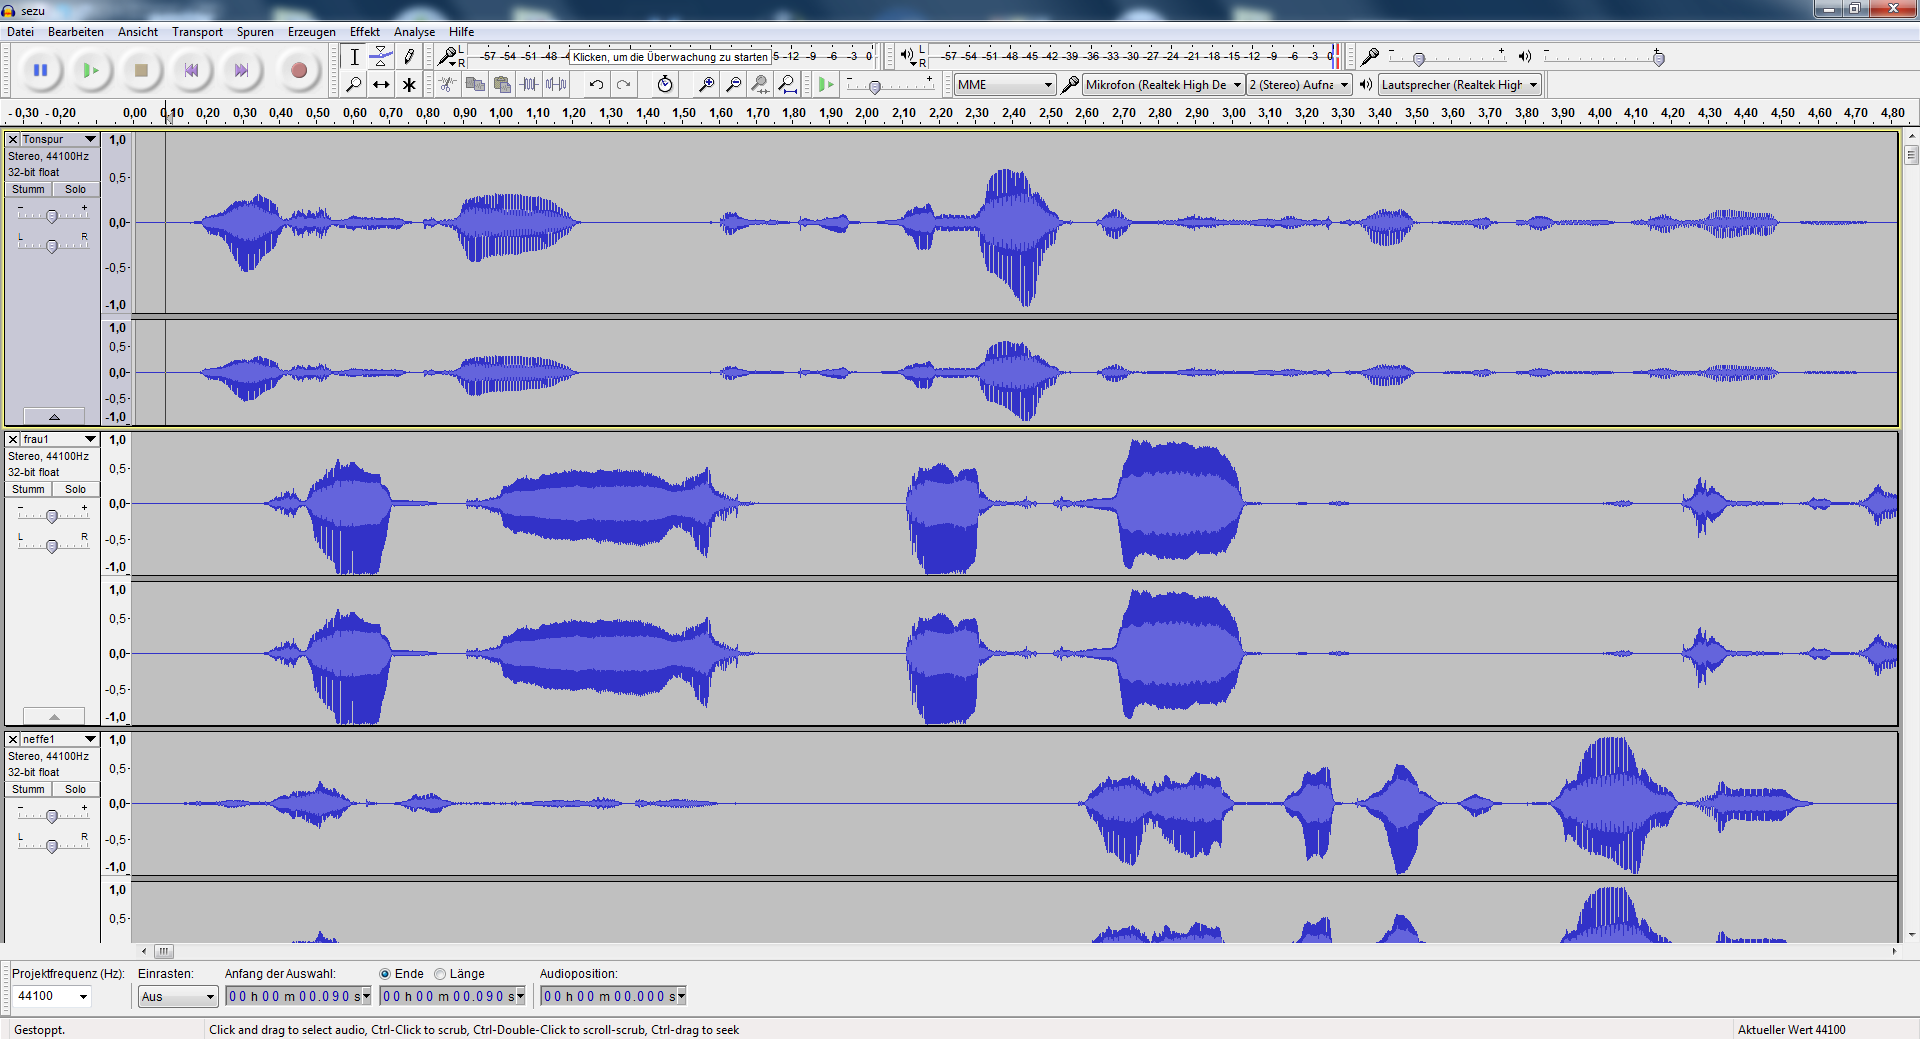 sezu
Datei Bearbeiten Ansicht Transport Spuren Erzeugen Effekt Analyse Hilfe
L R -57 -54 -51 -48 -4 Klicken, um die Überwachung zu starten 5 -12 -9 -6 -3 0 L R -57 -54 -51 -48 -45 -42 -39 -36 -33 -30 -27 -24 -21 -18 -15 -12 -9 -6 -3 0 - + - +
- + MME Mikrofon (Realtek High De 2 (Stereo) Aufna Lautsprecher (Realtek High
- 0,30 - 0,20 0,00 0,10 0,20 0,30 0,40 0,50 0,60 0,70 0,80 0,90 1,00 1,10 1,20 1,30 1,40 1,50 1,60 1,70 1,80 1,90 2,00 2,10 2,20 2,30 2,40 2,50 2,60 2,70 2,80 2,90 3,00 3,10 3,20 3,30 3,40 3,50 3,60 3,70 3,80 3,90 4,00 4,10 4,20 4,30 4,40 4,50 4,60 4,70 4,80
Tonspur
Stereo, 44100Hz
32-bit float
Stumm Solo
- +
L R
1,0
0,5
0,0
-0,5
-1,0
1,0
0,5
0,0
-0,5
-1,0
frau1
Stereo, 44100Hz
32-bit float
Stumm Solo
- +
L R
1,0
0,5
0,0
-0,5
-1,0
1,0
0,5
0,0
-0,5
-1,0
neffe1
Stereo, 44100Hz
32-bit float
Stumm Solo
- +
L R
1,0
0,5
0,0
-0,5
-1,0
1,0
0,5
Projektfrequenz (Hz): Einrasten: Anfang der Auswahl: Ende Länge Audioposition:
44100 Aus 00 h 00 m 00.090 s 00 h 00 m 00.090 s 00 h 00 m 00.000 s
Gestoppt. Click and drag to select audio, Ctrl-Click to scrub, Ctrl-Double-Click to scroll-scrub, Ctrl-drag to seek Aktueller Wert 44100